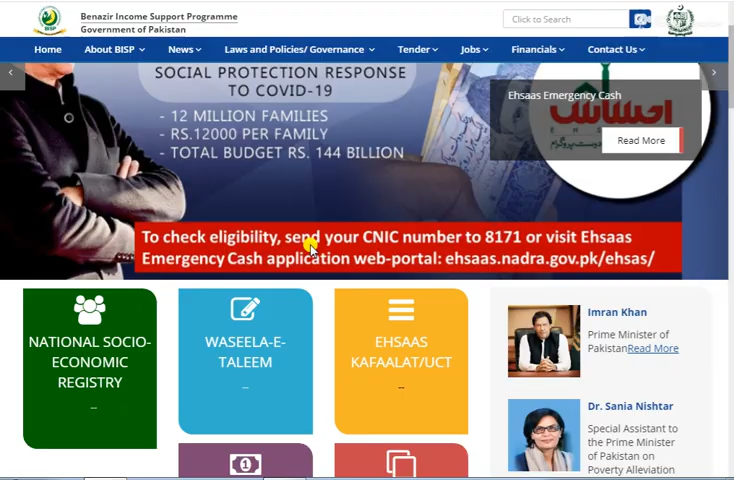 Benazir Income Support Programme
Government of Pakistan
BISP
Click to Search
Home
About BISP
News
Laws and Policies/ Governance
Tender
Jobs
Financials
Contact Us
SOCIAL PROTECTION RESPONSE
TO COVID-19
- 12 MILLION FAMILIES
- RS.12000 PER FAMILY
- TOTAL BUDGET RS. 144 BILLION
Ehsaas Emergency Cash
احساس
Read More
To check eligibility, send your CNIC number to 8171 or visit Ehsaas
Emergency Cash application web-portal: ehsaas.nadra.gov.pk/ehsas/
NATIONAL SOCIO-
ECONOMIC
REGISTRY
--
WASEELA-E-
TALEEM
--
EHSAAS
KAFAALAT/UCT
--
1
Imran Khan
Prime Minister of
PakistanRead More
Dr. Sania Nishtar
Special Assistant to
the Prime Minister
of Pakistan on
Poverty Alleviation